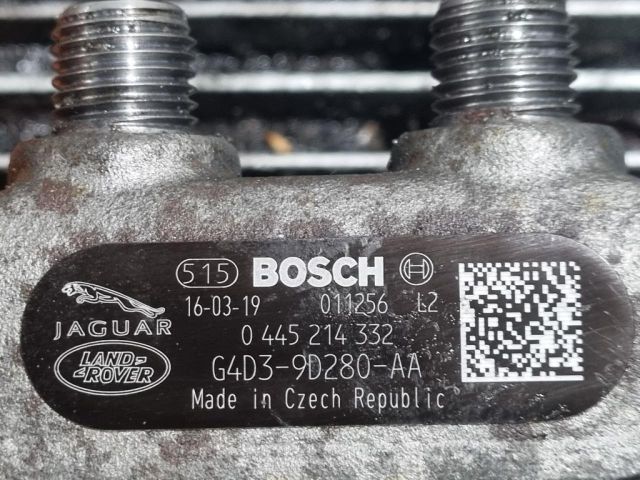 515 BOSCH
16-03-19 011256 L2
JAGUAR 0 445 214 332
LAND-
ROVER
G4D3-9D280-AA
Made in Czech Republic